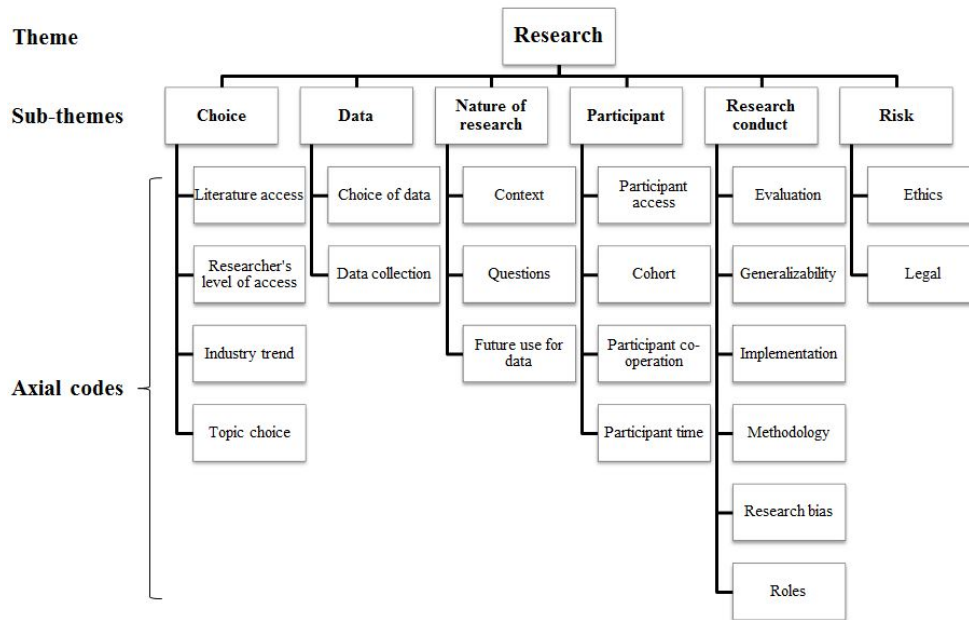 Theme
Research
Sub-themes
Choice
Data
Nature of
research
Participant
Research
conduct
Risk
Axial codes
Literature access
Researcher's
level of access
Industry trend
Topic choice
Choice of data
Data collection
Context
Questions
Future use for
data
Participant
access
Cohort
Participant co-
operation
Participant time
Evaluation
Generalizability
Implementation
Methodology
Research bias
Roles
Ethics
Legal